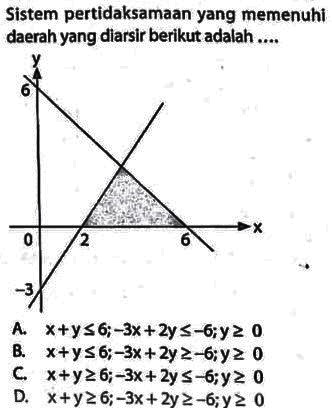 Sistem pertidaksamaan yang memenuhi
daerah yang diarsir berikut adalah ....
y
6
x
0 2 6
-3
A. x+y≤6;-3x+2y≤-6;y≥ 0
B. x+y≤6;-3x+2y≥-6;y≥ 0
C. x+y≥6;-3x+2y≤-6;y≥ 0
D. x+y≥6;-3x+2y≥-6;y≥ 0